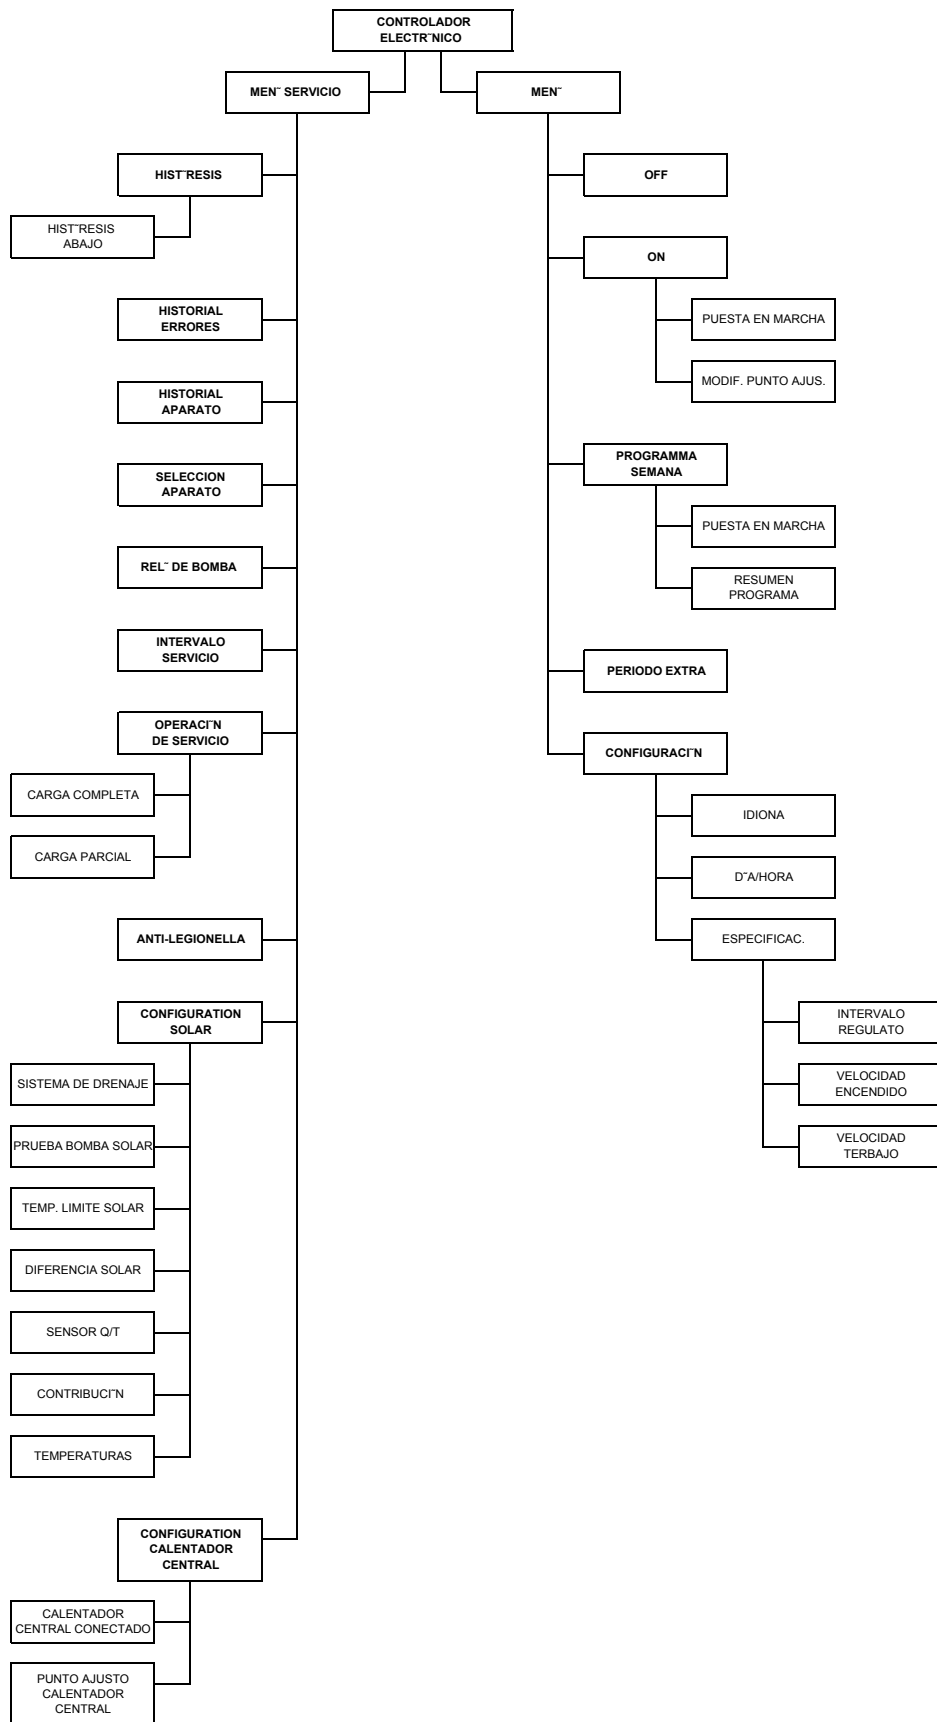 CONTROLADOR
ELECTR¨NICO
MEN¨ SERVICIO
MEN¨
HIST¨RESIS
HIST¨RESIS
ABAJO
HISTORIAL
ERRORES
HISTORIAL
APARATO
SELECCION
APARATO
REL¨ DE BOMBA
INTERVALO
SERVICIO
OPERACI¨N
DE SERVICIO
CARGA COMPLETA
CARGA PARCIAL
ANTI-LEGIONELLA
CONFIGURATION
SOLAR
SISTEMA DE DRENAJE
PRUEBA BOMBA SOLAR
TEMP. LIMITE SOLAR
DIFERENCIA SOLAR
SENSOR Q/T
CONTRIBUCI¨N
TEMPERATURAS
CONFIGURATION
CALENTADOR
CENTRAL
CALENTADOR
CENTRAL CONECTADO
PUNTO AJUSTO
CALENTADOR
CENTRAL
OFF
ON
PUESTA EN MARCHA
MODIF. PUNTO AJUS.
PROGRAMMA
SEMANA
PUESTA EN MARCHA
RESUMEN
PROGRAMA
PERIODO EXTRA
CONFIGURACI¨N
IDIONA
D¨A/HORA
ESPECIFICAC.
INTERVALO
REGULATO
VELOCIDAD
ENCENDIDO
VELOCIDAD
TERBAJO